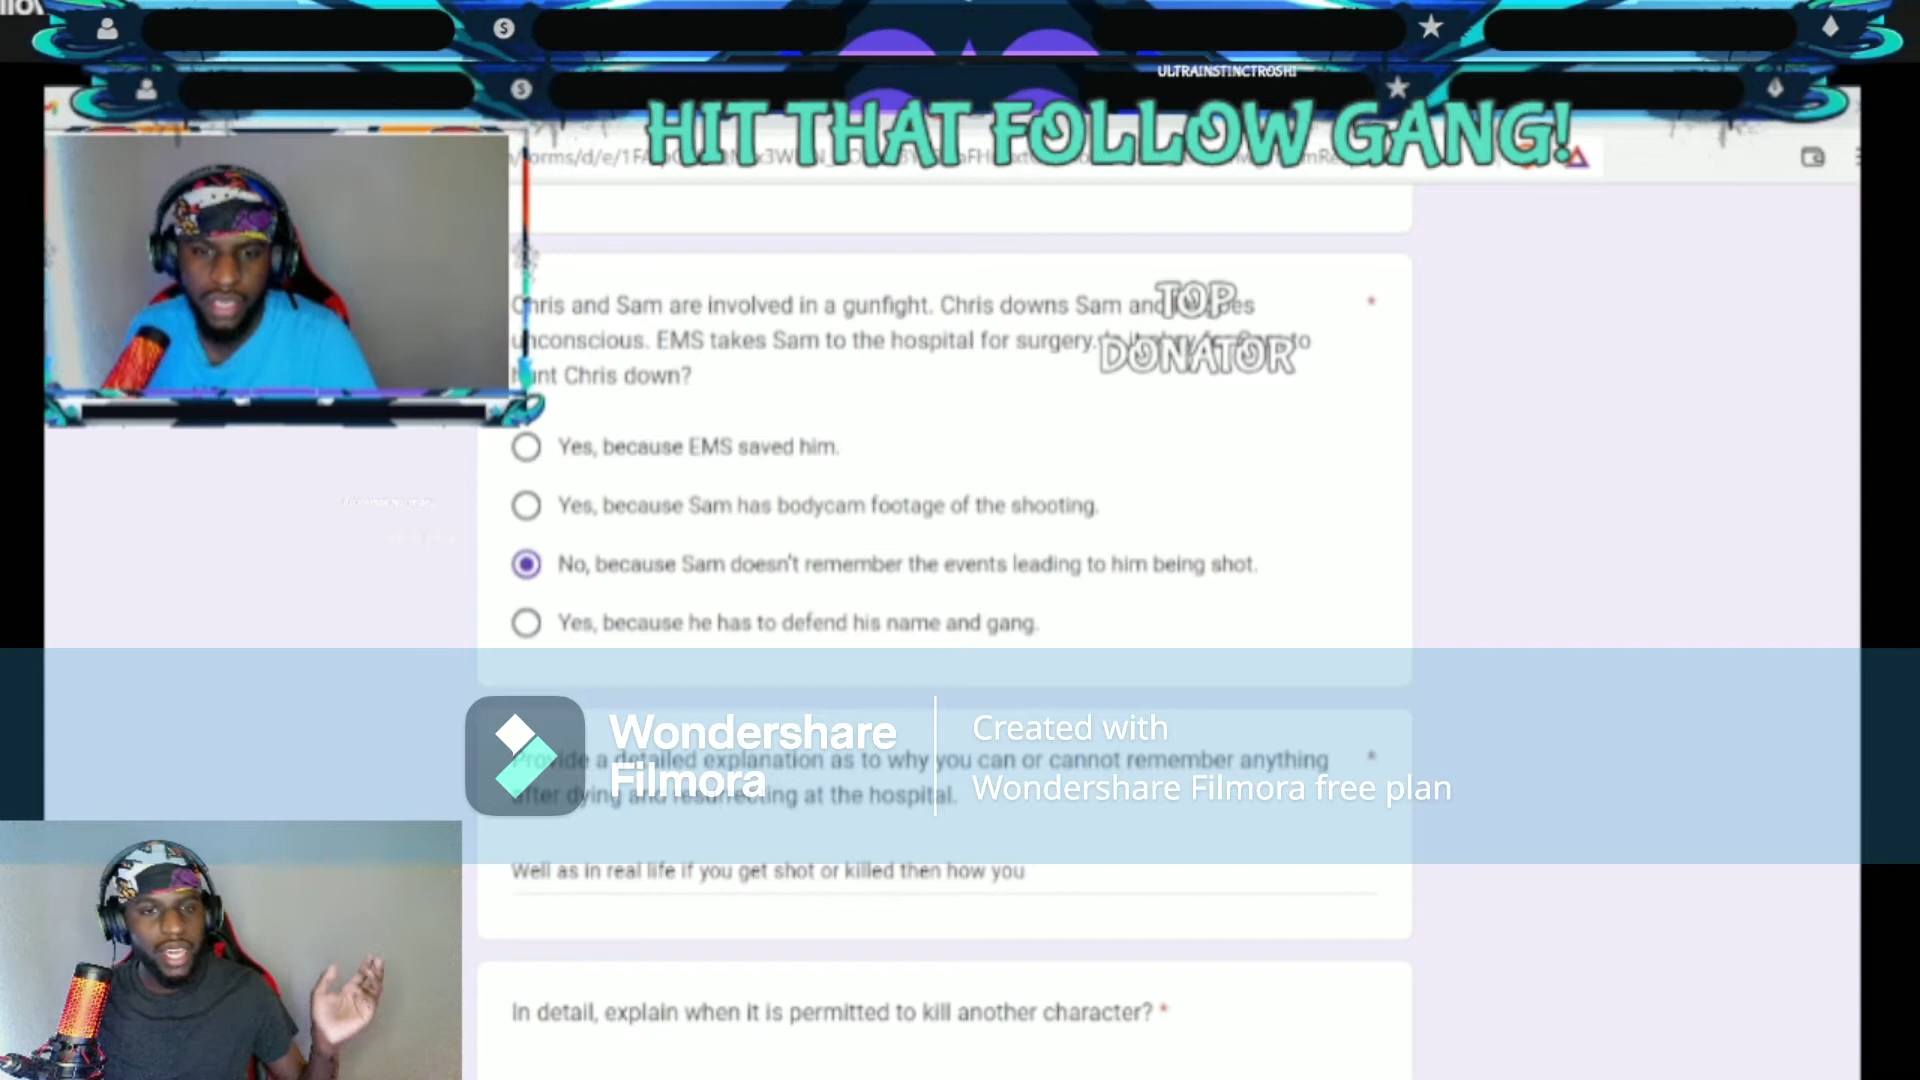 ULTRAINSTINCTROSHI
HIT THAT FOLLOW GANG!
TOP
DONATOR
Chris and Sam are involved in a gunfight. Chris downs Sam and
unconscious. EMS takes Sam to the hospital for surgery. to
hunt Chris down?
Yes, because EMS saved him.
Yes, because Sam has bodycam footage of the shooting.
No, because Sam doesn't remember the events leading to him being shot.
Yes, because he has to defend his name and gang.
Wondershare
Filmora
Created with
Wondershare Filmora free plan
Provide a detailed explanation as to why you can or cannot remember anything *
after dying and resurrecting at the hospital.
Well as in real life if you get shot or killed then how you
In detail, explain when it is permitted to kill another character? *